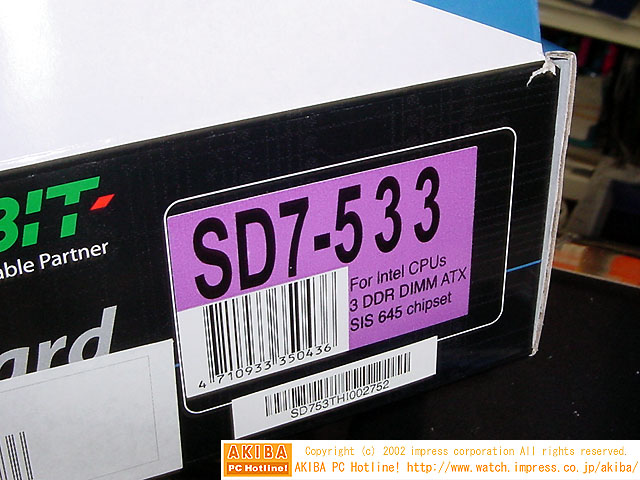 BIT
able Partner
ard
SD7-533
For Intel CPUs
3 DDR DIMM ATX
SIS 645 chipset
4 710933 350436
SD753THI002752
AKIBA
PC Hotline!
Copyright (c) 2002 impress corporation All rights reserved.
AKIBA PC Hotline! http://www.watch.impress.co.jp/akiba/